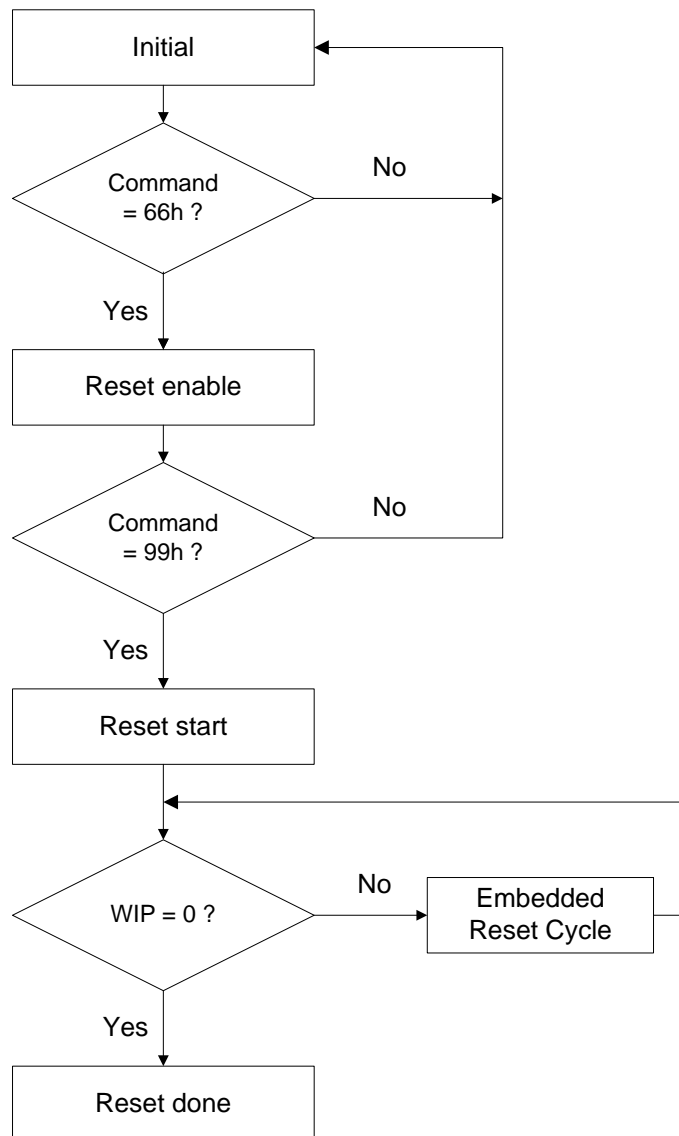 Initial
Command
= 66h ?
No
Yes
Reset enable
Command
= 99h ?
No
Yes
Reset start
WIP = 0 ?
No
Embedded
Reset Cycle
Yes
Reset done